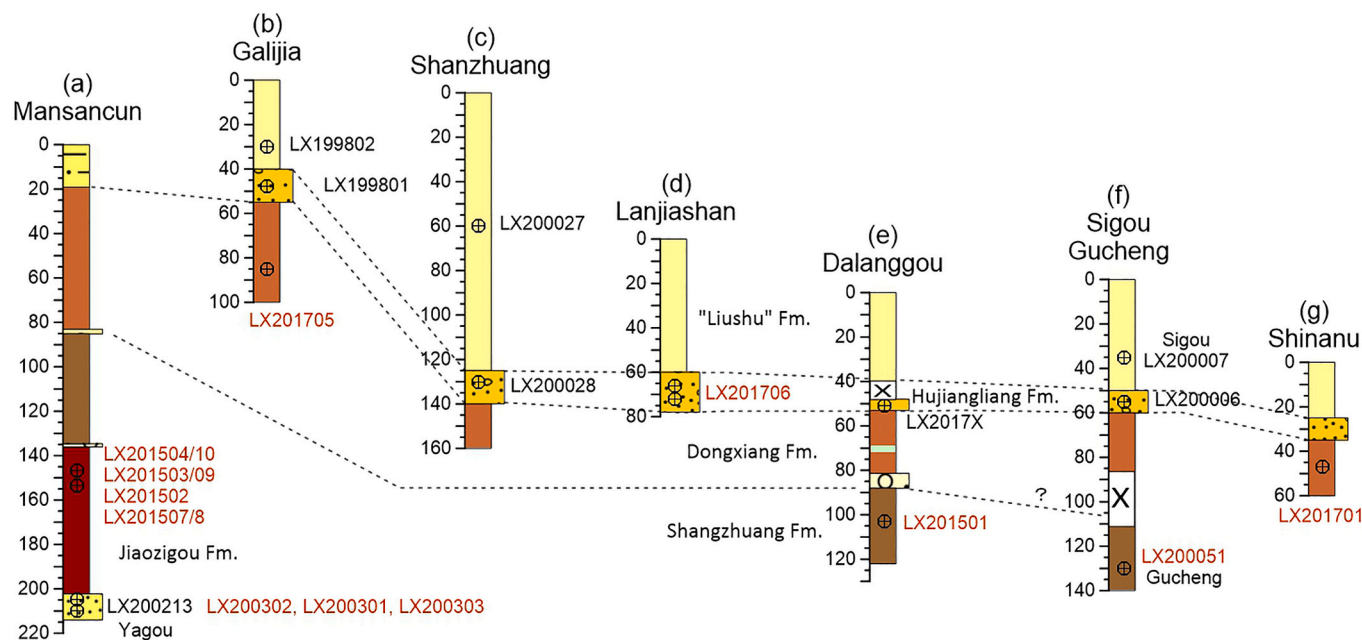 (a)
Mansancun
0
20
40
60
80
100
120
140
160
180
200
220
LX201504/10
LX201503/09
LX201502
LX201507/8
Jiaozigou Fm.
LX200213
LX200302, LX200301, LX200303
Yagou
(b)
Galijia
0
20
40
60
80
100
LX199802
LX199801
LX201705
(c)
Shanzhuang
0
20
40
60
80
100
120
140
160
LX200027
LX200028
(d)
Lanjiashan
0
20
40
60
80
LX201706
"Liushu" Fm.
Dongxiang Fm.
Shangzhuang Fm.
(e)
Dalanggou
0
20
40
60
80
100
120
Hujiangliang Fm.
LX2017X
LX201501
?
(f)
Sigou
Gucheng
0
20
40
60
80
100
120
140
Sigou
LX200007
LX200006
LX200051
Gucheng
(g)
Shinanu
0
20
40
60
LX201701